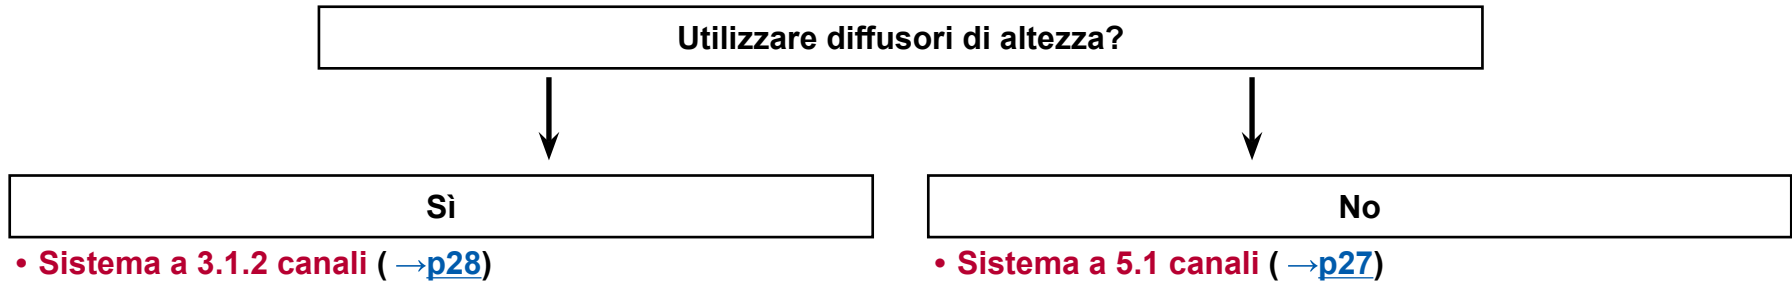 Utilizzare diffusori di altezza?
Sì
No
• Sistema a 3.1.2 canali ( →p28)
• Sistema a 5.1 canali ( →p27)